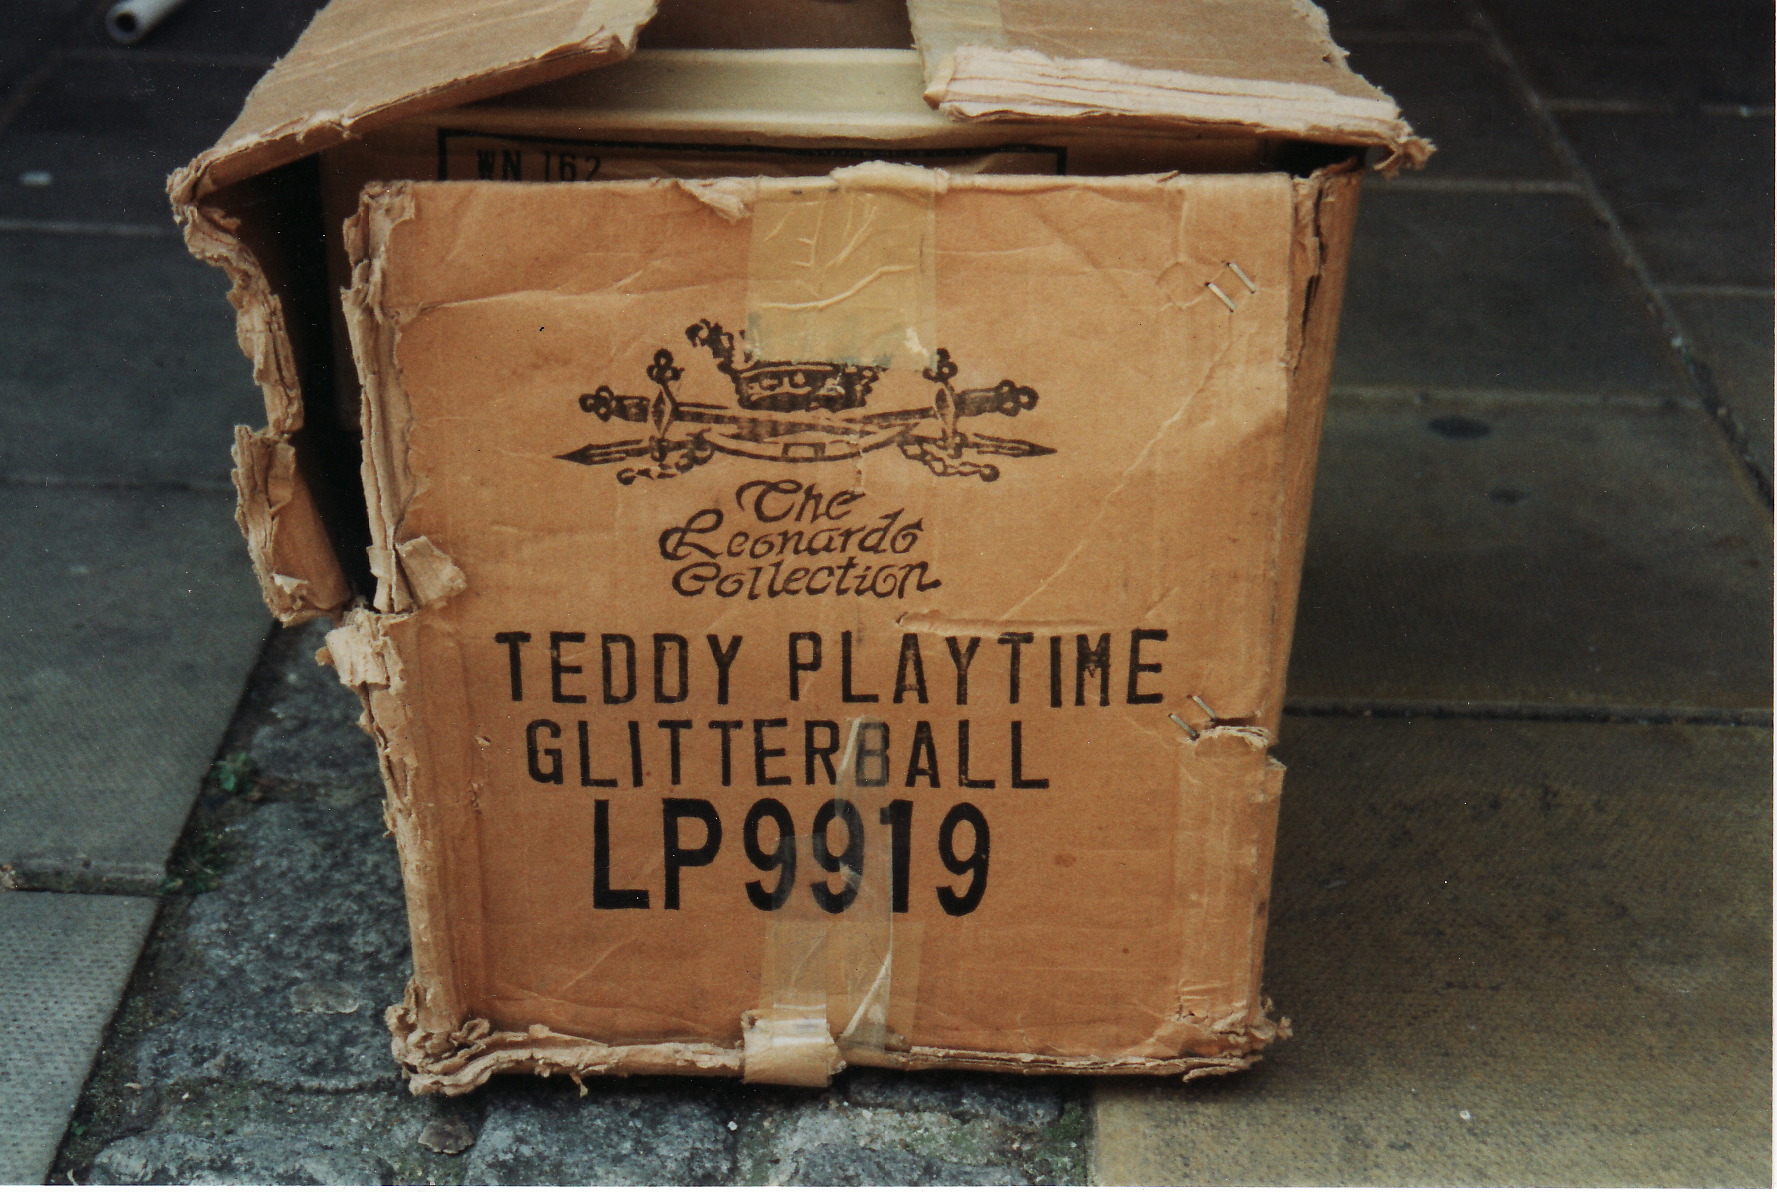 WN 162
The
Leonardo
Collection
TEDDY PLAYTIME
GLITTERBALL
LP9919